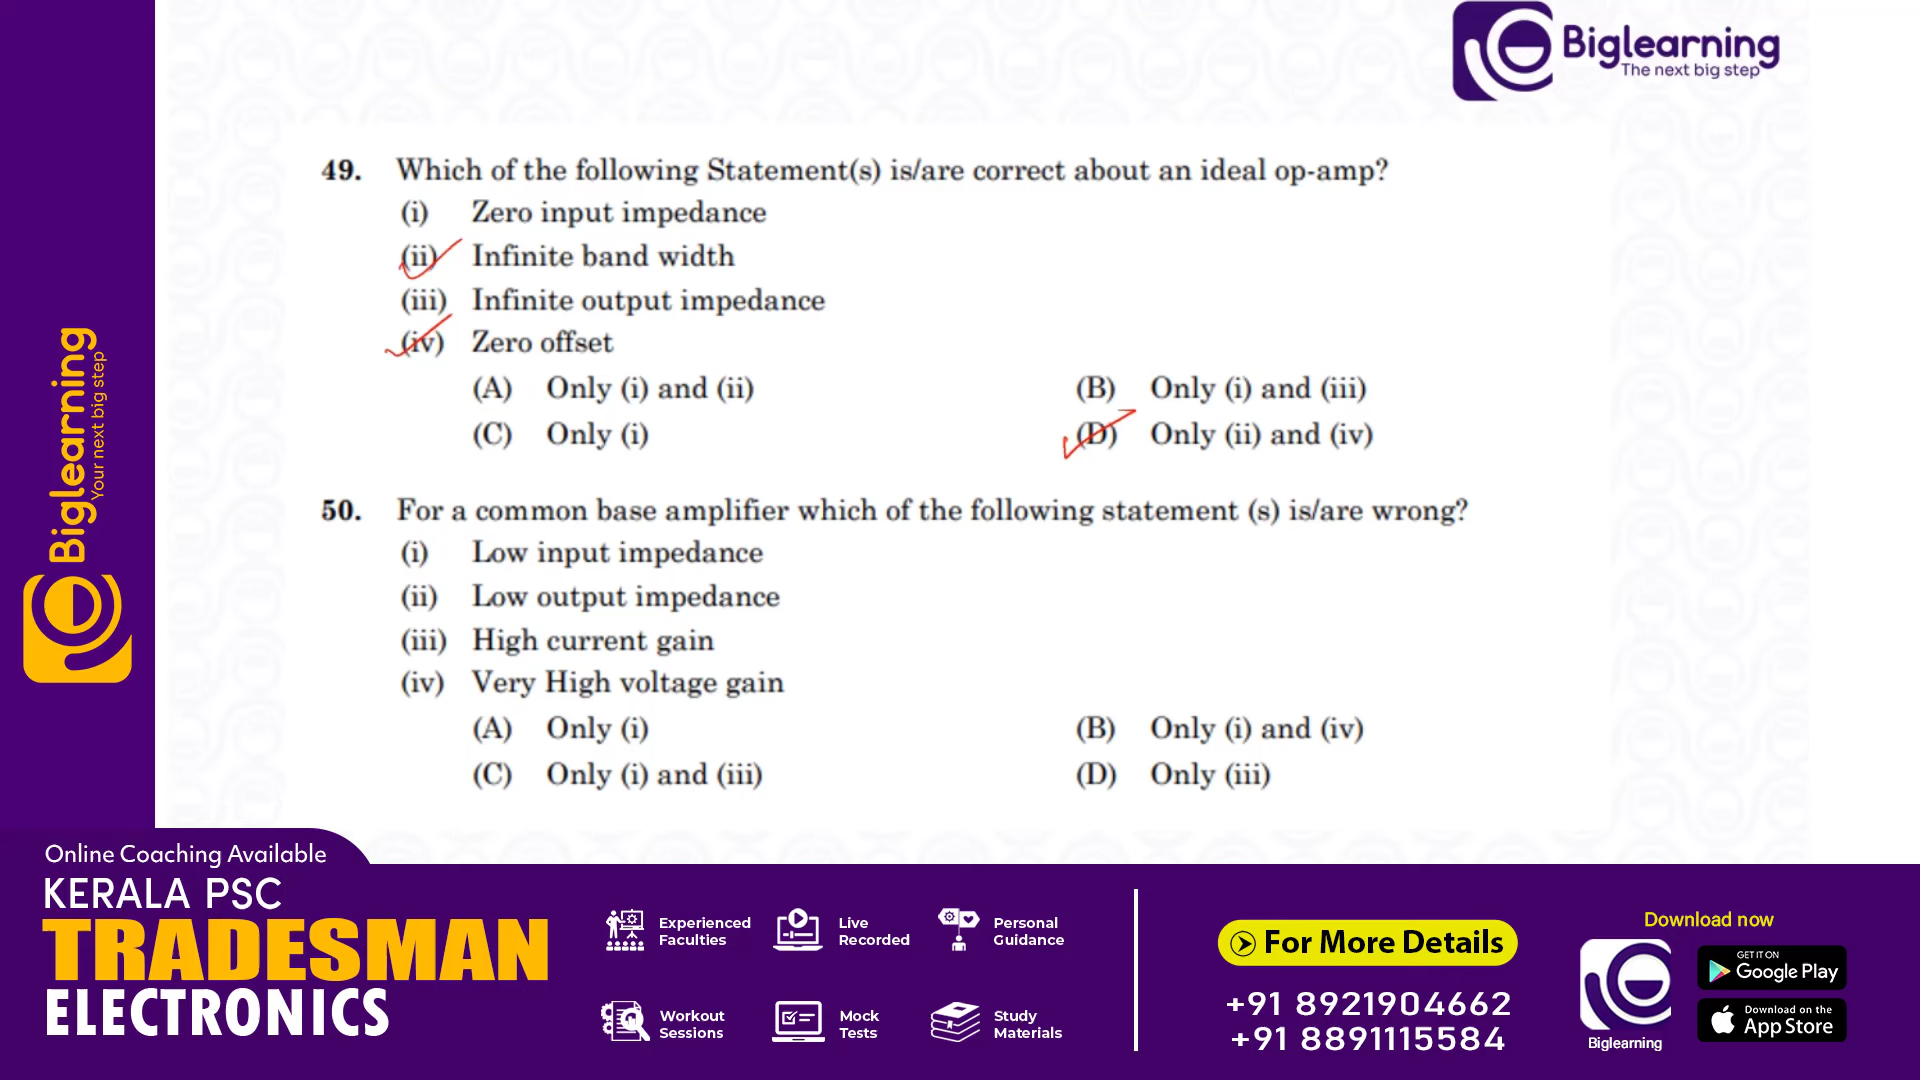 Biglearning
The next big step
49. Which of the following Statement(s) is/are correct about an ideal op-amp?
(i) Zero input impedance
(ii) Infinite band width
(iii) Infinite output impedance
(iv) Zero offset
(A) Only (i) and (ii) (B) Only (i) and (iii)
(C) Only (i) (D) Only (ii) and (iv)
50. For a common base amplifier which of the following statement (s) is/are wrong?
(i) Low input impedance
(ii) Low output impedance
(iii) High current gain
(iv) Very High voltage gain
(A) Only (i) (B) Only (i) and (iv)
(C) Only (i) and (iii) (D) Only (iii)
Biglearning
Your next big step
Online Coaching Available
KERALA PSC
TRADESMAN
ELECTRONICS
Experienced
Faculties
Live
Recorded
Personal
Guidance
Workout
Sessions
Mock
Tests
Study
Materials
For More Details
+91 8921904662
+91 8891115584
Download now
Biglearning
GET IT ON
Google Play
Download on the
App Store